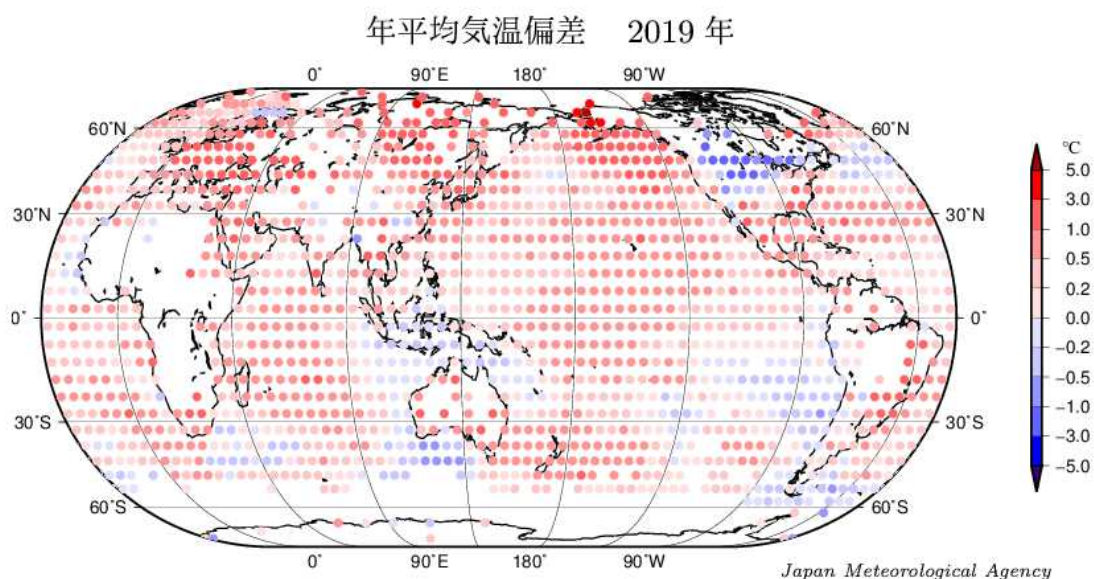 年平均気温偏差 2019 年
0° 90°E 180° 90°W
60°N 60°N
℃
5.0
3.0
30°N 30°N
1.0
0.5
0.2
0° 0°
0.0
−0.2
−0.5
30°S 30°S
−1.0
−3.0
−5.0
60°S 60°S
0° 90°E 180° 90°W
Japan Meteorological Agency